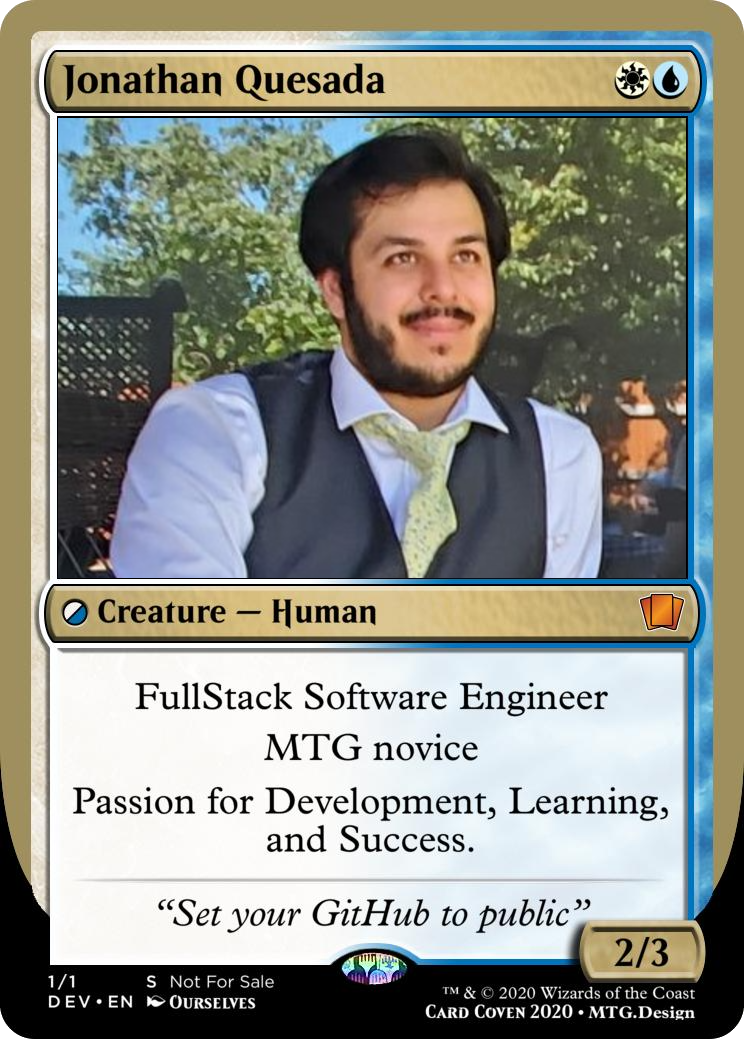 Jonathan Quesada
Creature — Human
FullStack Software Engineer
MTG novice
Passion for Development, Learning,
and Success.
“Set your GitHub to public”
2/3
1/1 S Not For Sale
DEV • EN OURSELVES
™ & © 2020 Wizards of the Coast
CARD COVEN 2020 • MTG.Design